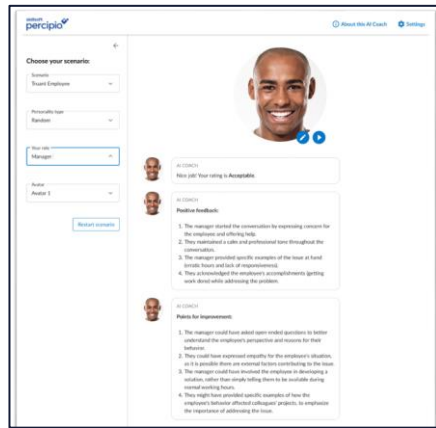 skillsoft
percipio
About this AI Coach
Settings
Choose your scenario:
Scenario
Truant Employee
Personality type
Random
Your role
Manager
Avatar
Avatar 1
Restart scenario
AI COACH
Nice job! Your rating is Acceptable.
AI COACH
Positive feedback:
1. The manager started the conversation by expressing concern for
the employee and offering help.
2. They maintained a calm and professional tone throughout the
conversation.
3. The manager provided specific examples of the issue at hand
(erratic hours and lack of responsiveness).
4. They acknowledged the employee's accomplishments (getting
work done) while addressing the problem.
AI COACH
Points for improvement:
1. The manager could have asked open-ended questions to better
understand the employee's perspective and reasons for their
behavior.
2. They could have expressed empathy for the employee's situation,
as it is possible there are external factors contributing to the issue.
3. The manager could have involved the employee in developing a
solution, rather than simply telling them to be available during
normal working hours.
4. They might have provided specific examples of how the
employee's behavior affected colleagues' projects, to emphasize
the importance of addressing the issue.